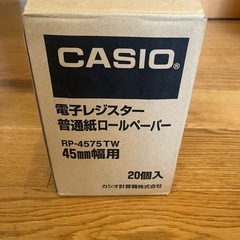 CASIO®
電子レジスター
普通紙ロールペーパー
RP-4575TW
45mm幅用
20個入
カシオ計算機株式会社